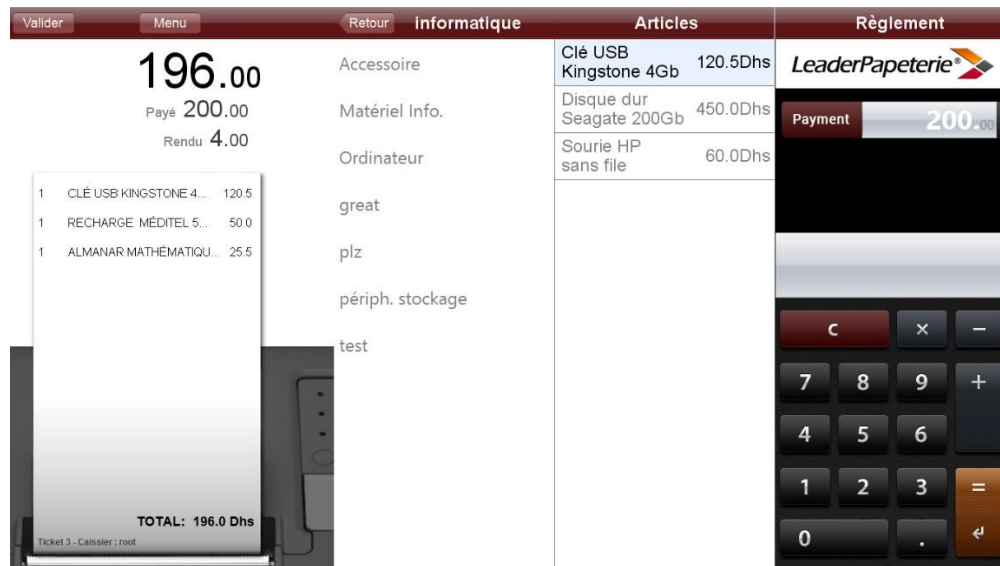 Valider Menu
196.00
Payé 200.00
Rendu 4.00
1 CLÉ USB KINGSTONE 4... 120.5
1 RECHARGE MÉDITEL 5... 50.0
1 ALMANAR MATHÉMATIQU... 25.5
TOTAL: 196.0 Dhs
Ticket 3 - Caissier : root
Retour informatique
Accessoire
Matériel Info.
Ordinateur
great
plz
périph. stockage
test
Articles
Clé USB
Kingstone 4Gb 120.5Dhs
Disque dur
Seagate 200Gb 450.0Dhs
Sourie HP
sans file 60.0Dhs
Règlement
LeaderPapeterie®
Payment 200.00
C × −
7 8 9 +
4 5 6
1 2 3 =
0 . ↵